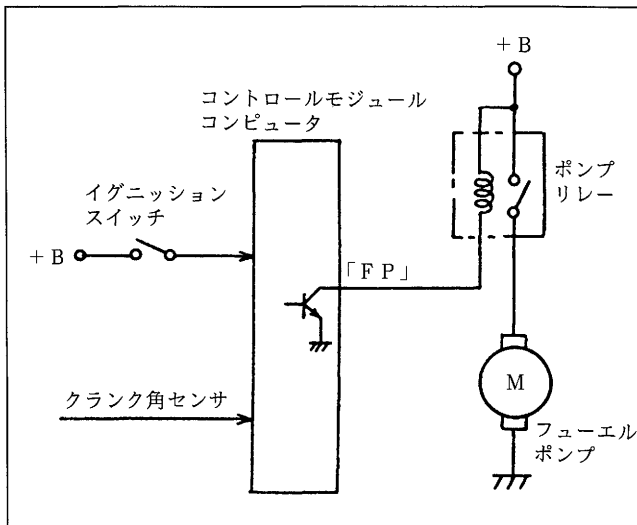 +B
コントロールモジュール
コンピュータ
イグニッション
スイッチ
ポンプ
リレー
+B
「FP」
クランク角センサ
M
フューエル
ポンプ